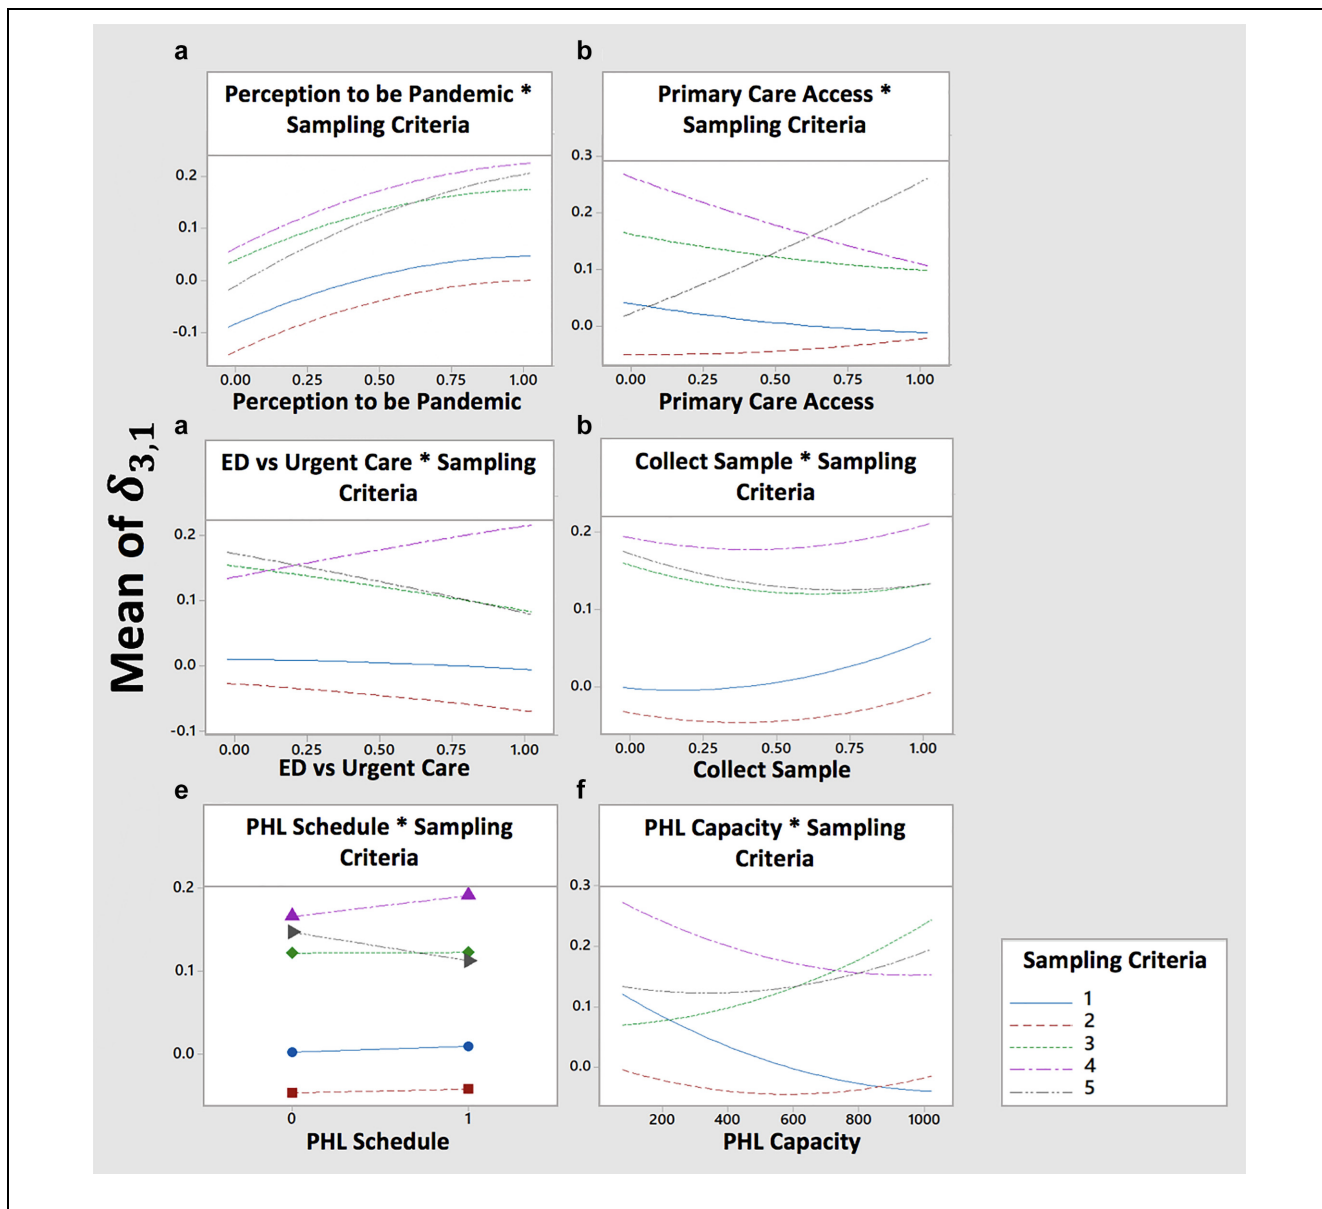 a
Perception to be Pandemic *
Sampling Criteria
0.2
0.1
0.0
-0.1
0.00 0.25 0.50 0.75 1.00
Perception to be Pandemic
b
Primary Care Access *
Sampling Criteria
0.3
0.2
0.1
0.0
0.00 0.25 0.50 0.75 1.00
Primary Care Access
Mean of δ3,1
a
ED vs Urgent Care * Sampling
Criteria
0.2
0.1
0.0
-0.1
0.00 0.25 0.50 0.75 1.00
ED vs Urgent Care
b
Collect Sample * Sampling
Criteria
0.2
0.1
0.0
0.00 0.25 0.50 0.75 1.00
Collect Sample
e
PHL Schedule * Sampling
Criteria
0.2
0.1
0.0
0 1
PHL Schedule
f
PHL Capacity * Sampling
Criteria
0.3
0.2
0.1
0.0
200 400 600 800 1000
PHL Capacity
Sampling Criteria
1
2
3
4
5